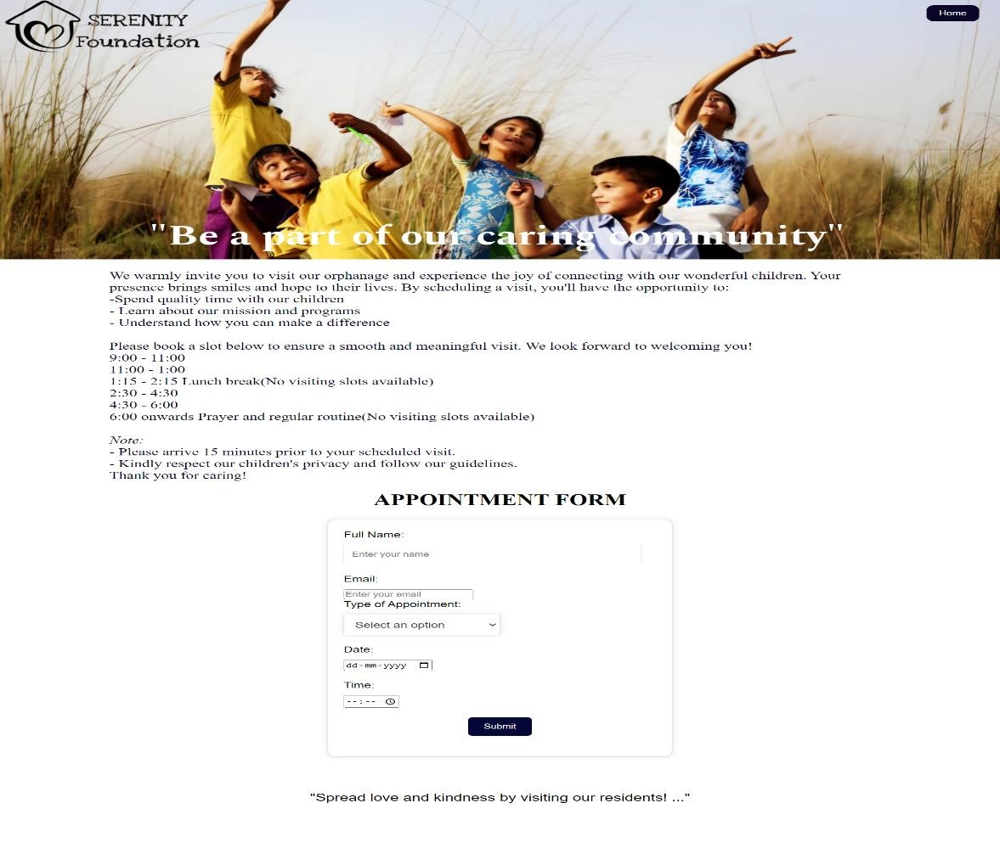 SERENITY
Foundation
Home
"Be a part of our caring community"
We warmly invite you to visit our orphanage and experience the joy of connecting with our wonderful children. Your
presence brings smiles and hope to their lives. By scheduling a visit, you'll have the opportunity to:
-Spend quality time with our children
- Learn about our mission and programs
- Understand how you can make a difference
Please book a slot below to ensure a smooth and meaningful visit. We look forward to welcoming you!
9:00 - 11:00
11:00 - 1:00
1:15 - 2:15 Lunch break(No visiting slots available)
2:30 - 4:30
4:30 - 6:00
6:00 onwards Prayer and regular routine(No visiting slots available)
Note:
- Please arrive 15 minutes prior to your scheduled visit.
- Kindly respect our children's privacy and follow our guidelines.
Thank you for caring!
APPOINTMENT FORM
Full Name:
Enter your name
Email:
Enter your email
Type of Appointment:
Select an option
Date:
dd-mm-yyyy
Time:
--:--
Submit
"Spread love and kindness by visiting our residents! ..."